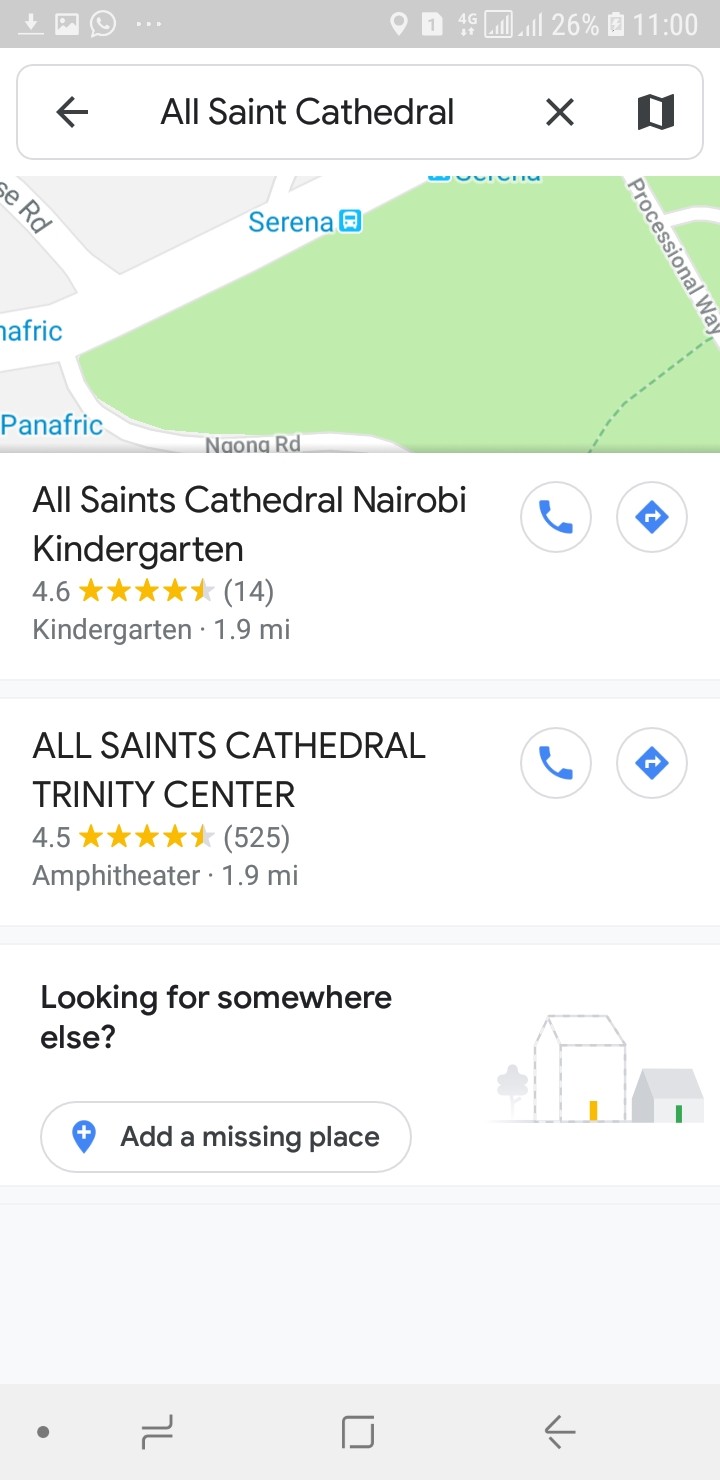 4G 1 26% 11:00
All Saint Cathedral
Serena
se Rd
Serena
Processional Way
nafric
Panafric
Ngong Rd
All Saints Cathedral Nairobi
Kindergarten
4.6 (14)
Kindergarten · 1.9 mi
ALL SAINTS CATHEDRAL
TRINITY CENTER
4.5 (525)
Amphitheater · 1.9 mi
Looking for somewhere
else?
Add a missing place